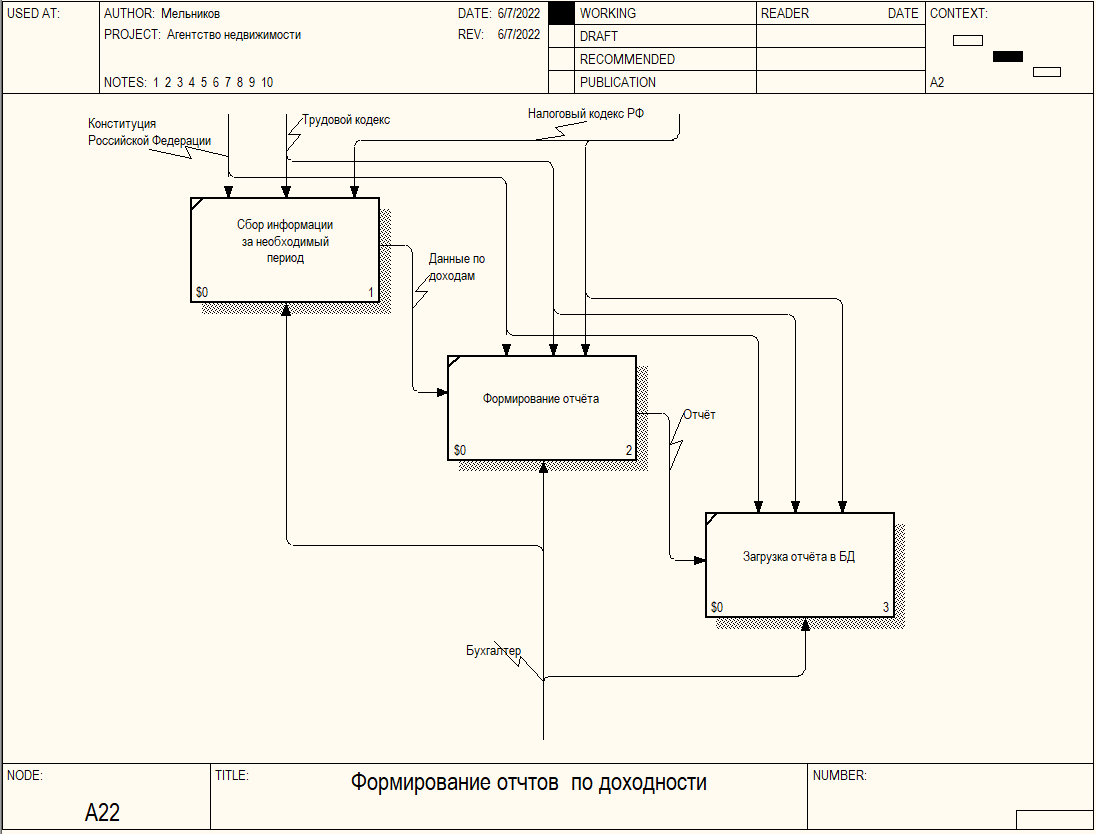 USED AT:
AUTHOR: Мельников
DATE: 6/7/2022
WORKING
READER
DATE
CONTEXT:
PROJECT: Агентство недвижимости
REV: 6/7/2022
DRAFT
RECOMMENDED
NOTES: 1 2 3 4 5 6 7 8 9 10
PUBLICATION
A2
Конституция
Российской Федерации
Трудовой кодекс
Налоговый кодекс РФ
Сбор информации
за необходимый
период
$0
1
Данные по
доходам
Формирование отчёта
$0
2
Отчёт
Загрузка отчёта в БД
$0
3
Бухгалтер
NODE:
A22
TITLE:
Формирование отчтов по доходности
NUMBER: